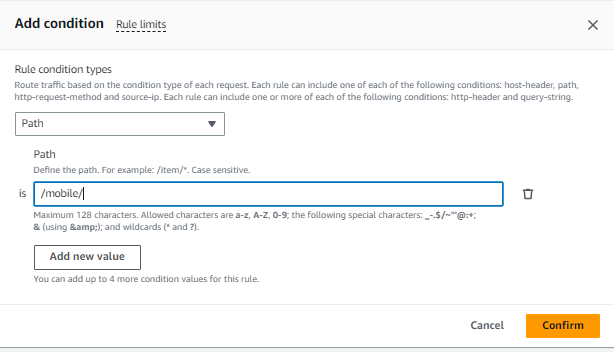 Add condition Rule limits
Rule condition types
Route traffic based on the condition type of each request. Each rule can include one of each of the following conditions: host-header, path,
http-request-method and source-ip. Each rule can include one or more of each of the following conditions: http-header and query-string.
Path
Path
Define the path. For example: /item/*. Case sensitive.
is /mobile/
Maximum 128 characters. Allowed characters are a-z, A-Z, 0-9; the following special characters: _-.$/~"'@:+;
& (using &amp;); and wildcards (* and ?).
Add new value
You can add up to 4 more condition values for this rule.
Cancel Confirm